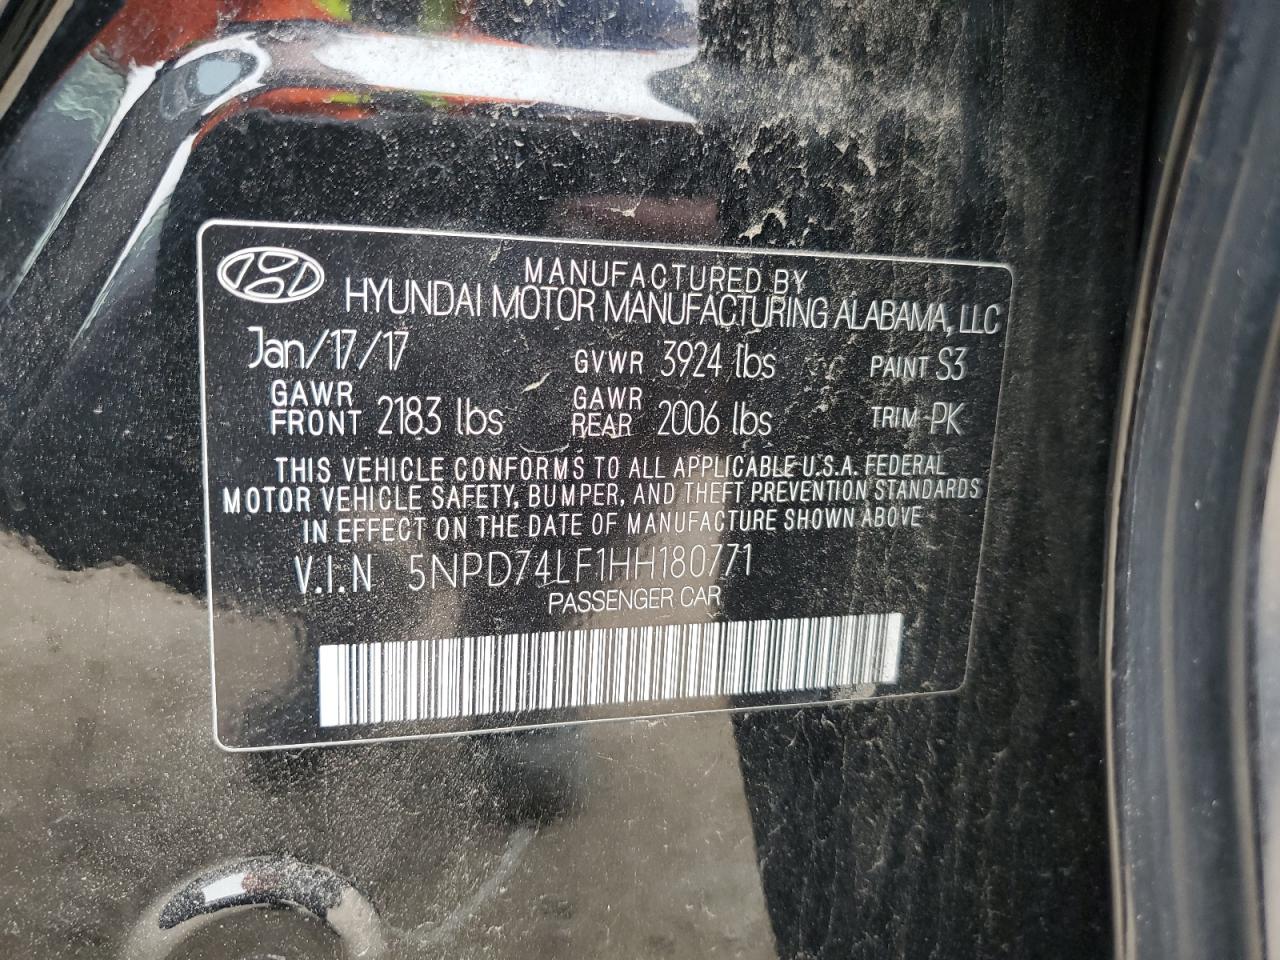 MANUFACTURED BY
HYUNDAI MOTOR MANUFACTURING ALABAMA, LLC
Jan/17/17 GVWR 3924 lbs PAINT S3
GAWR FRONT 2183 lbs GAWR REAR 2006 lbs TRIM PK
THIS VEHICLE CONFORMS TO ALL APPLICABLE U.S.A. FEDERAL
MOTOR VEHICLE SAFETY, BUMPER, AND THEFT PREVENTION STANDARDS
IN EFFECT ON THE DATE OF MANUFACTURE SHOWN ABOVE
V.I.N 5NPD74LF1HH180771
PASSENGER CAR